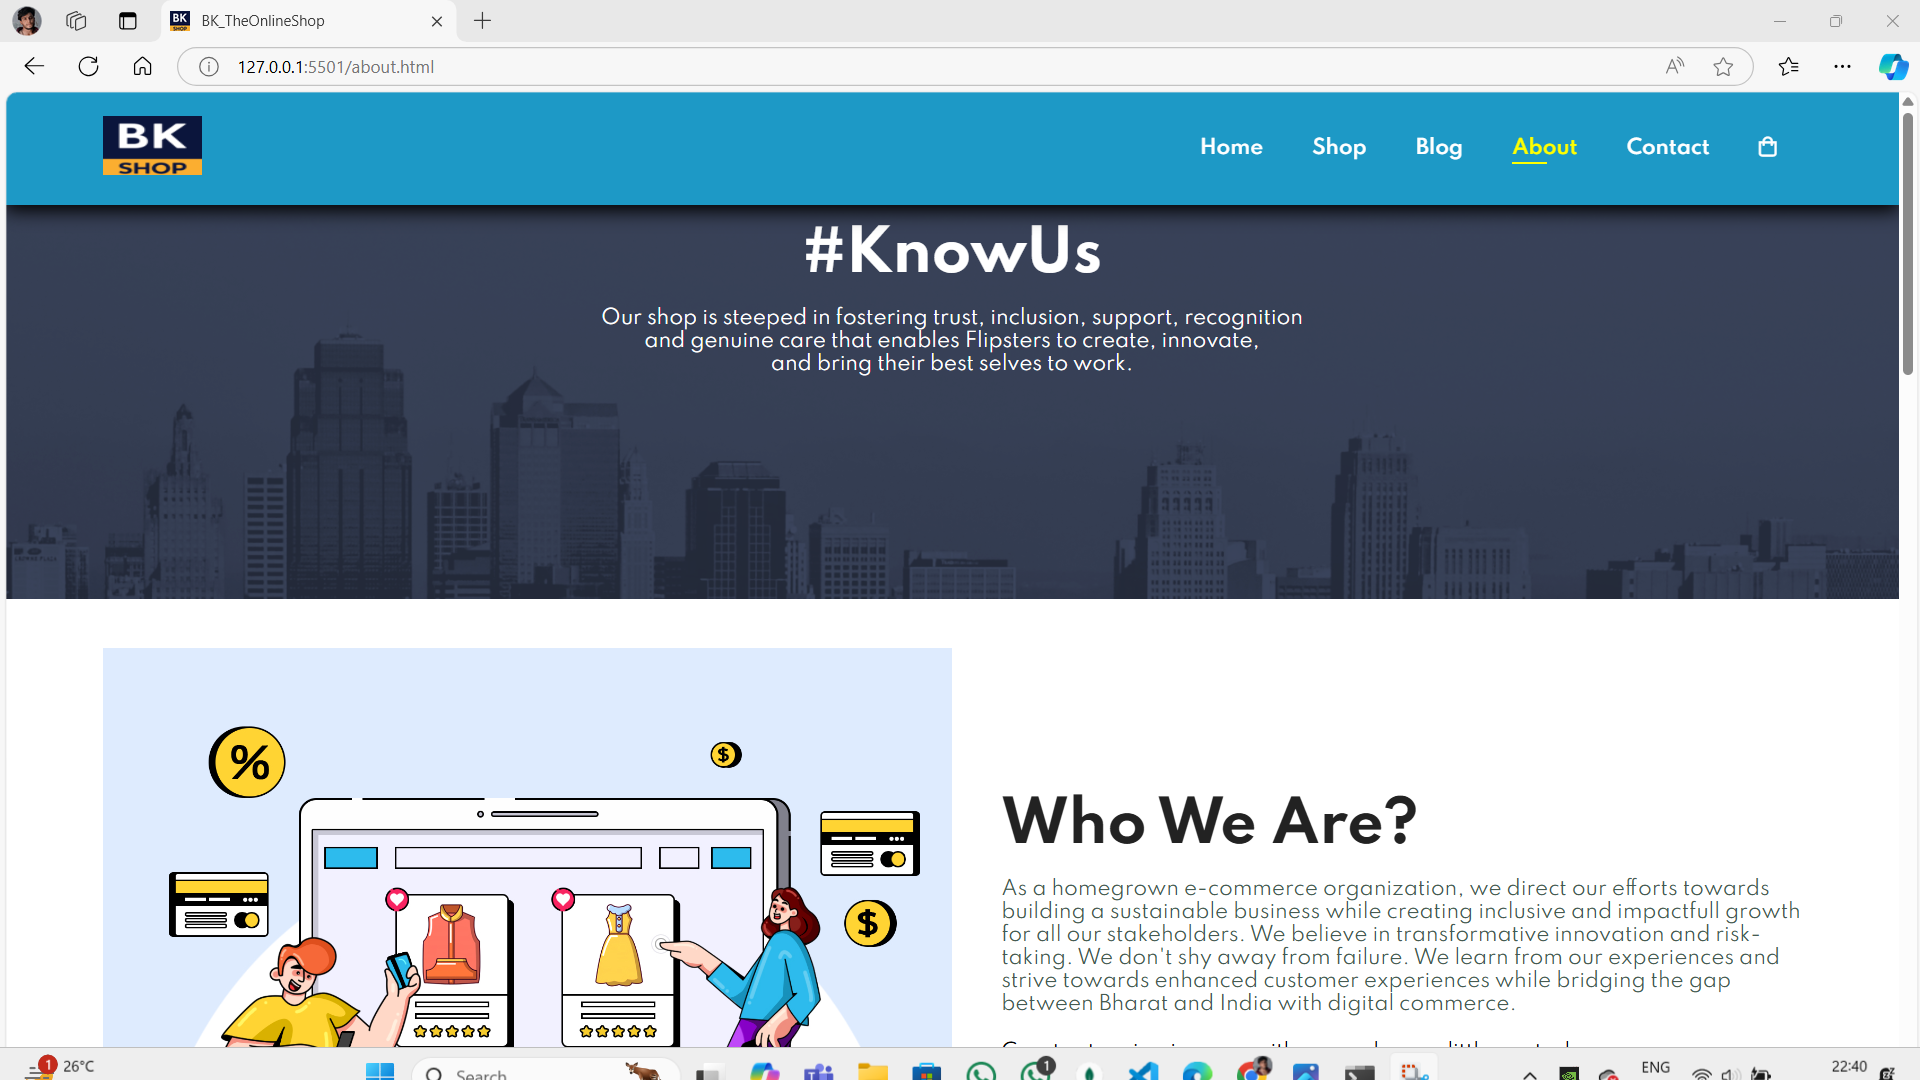 BK SHOP
BK_TheOnlineShop
127.0.0.1:5501/about.html
BK
SHOP
Home Shop Blog About Contact
#KnowUs
Our shop is steeped in fostering trust, inclusion, support, recognition
and genuine care that enables Flipsters to create, innovate,
and bring their best selves to work.
%
$
$
Who We Are?
As a homegrown e-commerce organization, we direct our efforts towards
building a sustainable business while creating inclusive and impactfull growth
for all our stakeholders. We believe in transformative innovation and risk-
taking. We don't shy away from failure. We learn from our experiences and
strive towards enhanced customer experiences while bridging the gap
between Bharat and India with digital commerce.
1
26°C
Search
1
ENG
22:40